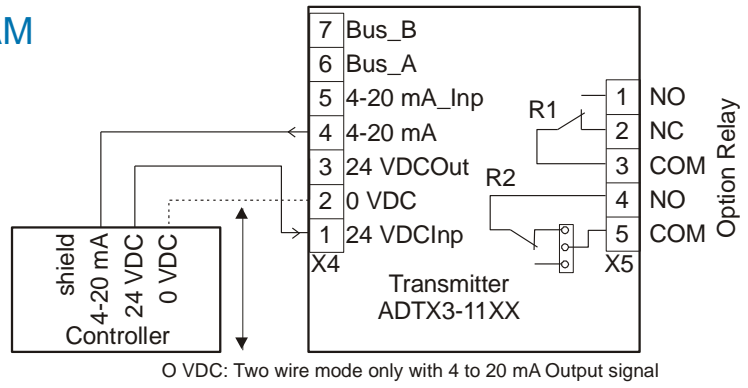 AM
7 Bus_B
6 Bus_A
5 4-20 mA_Inp
4 4-20 mA
3 24 VDCOut
2 0 VDC
1 24 VDCInp
X4
R1
R2
1 NO
2 NC
3 COM
4 NO
5 COM
X5
Option Relay
Transmitter
ADTX3-11XX
shield
4-20 mA
24 VDC
0 VDC
Controller
O VDC: Two wire mode only with 4 to 20 mA Output signal